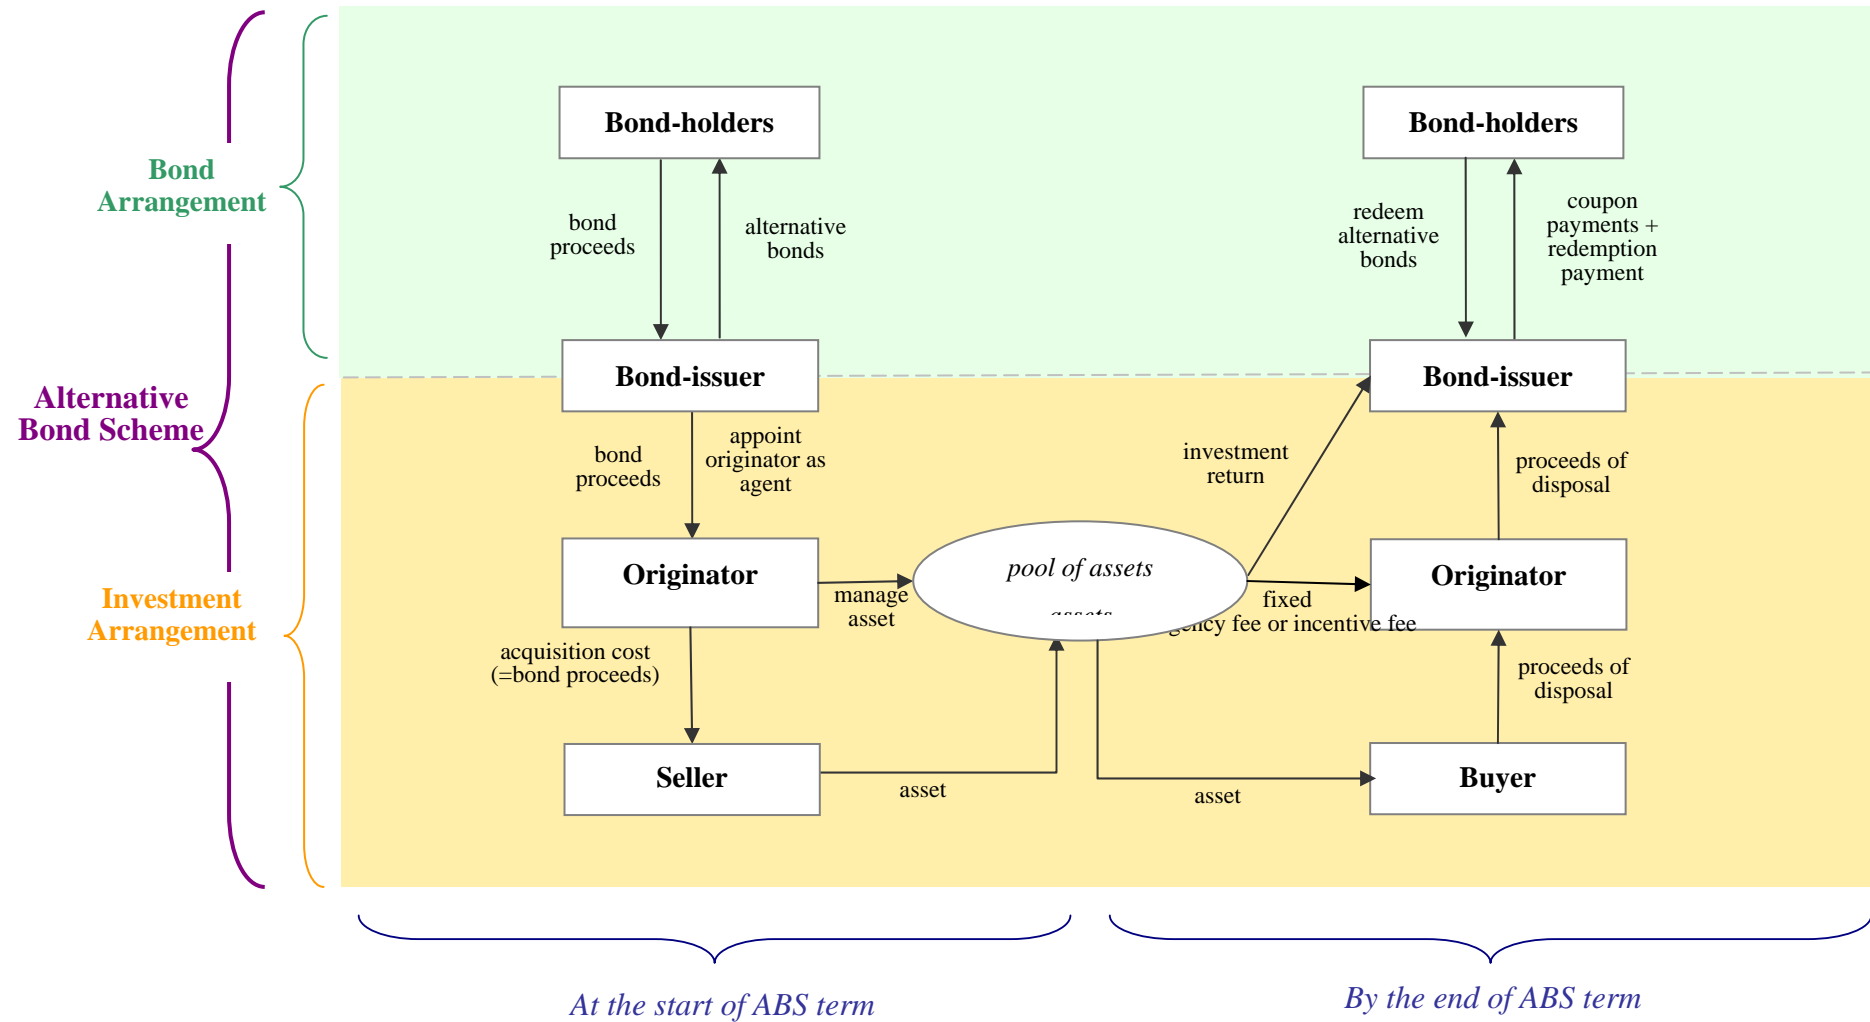 Bond-holders
Bond-holders
Bond
Arrangement
bond
proceeds
alternative
bonds
redeem
alternative
bonds
coupon
payments +
redemption
payment
Bond-issuer
Bond-issuer
Alternative
Bond Scheme
bond
proceeds
appoint
originator as
agent
investment
return
proceeds of
disposal
Originator
pool of assets
assets
Originator
manage
asset
fixed
gency fee or incentive fee
Investment
Arrangement
acquisition cost
(=bond proceeds)
proceeds of
disposal
Seller
asset
asset
Buyer
At the start of ABS term
By the end of ABS term